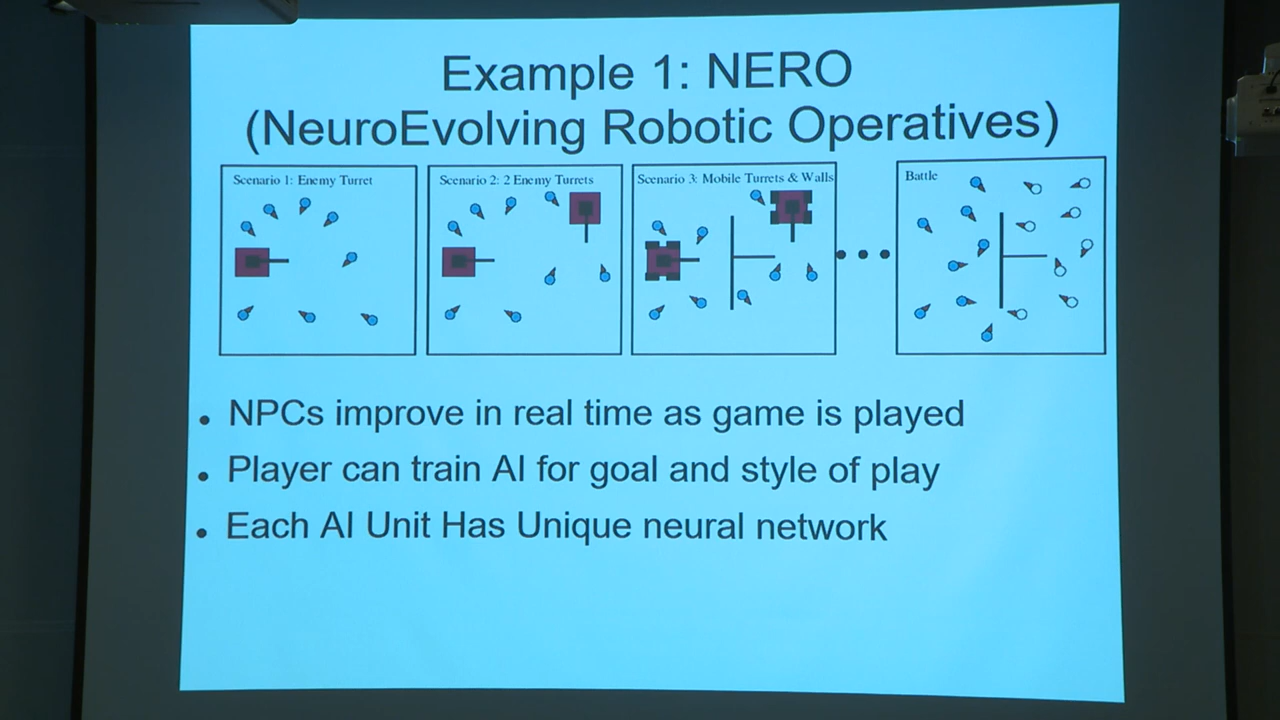 Example 1: NERO
(NeuroEvolving Robotic Operatives)
Scenario 1: Enemy Turret
Scenario 2: 2 Enemy Turrets
Scenario 3: Mobile Turrets & Walls
Battle
• NPCs improve in real time as game is played
• Player can train AI for goal and style of play
• Each AI Unit Has Unique neural network